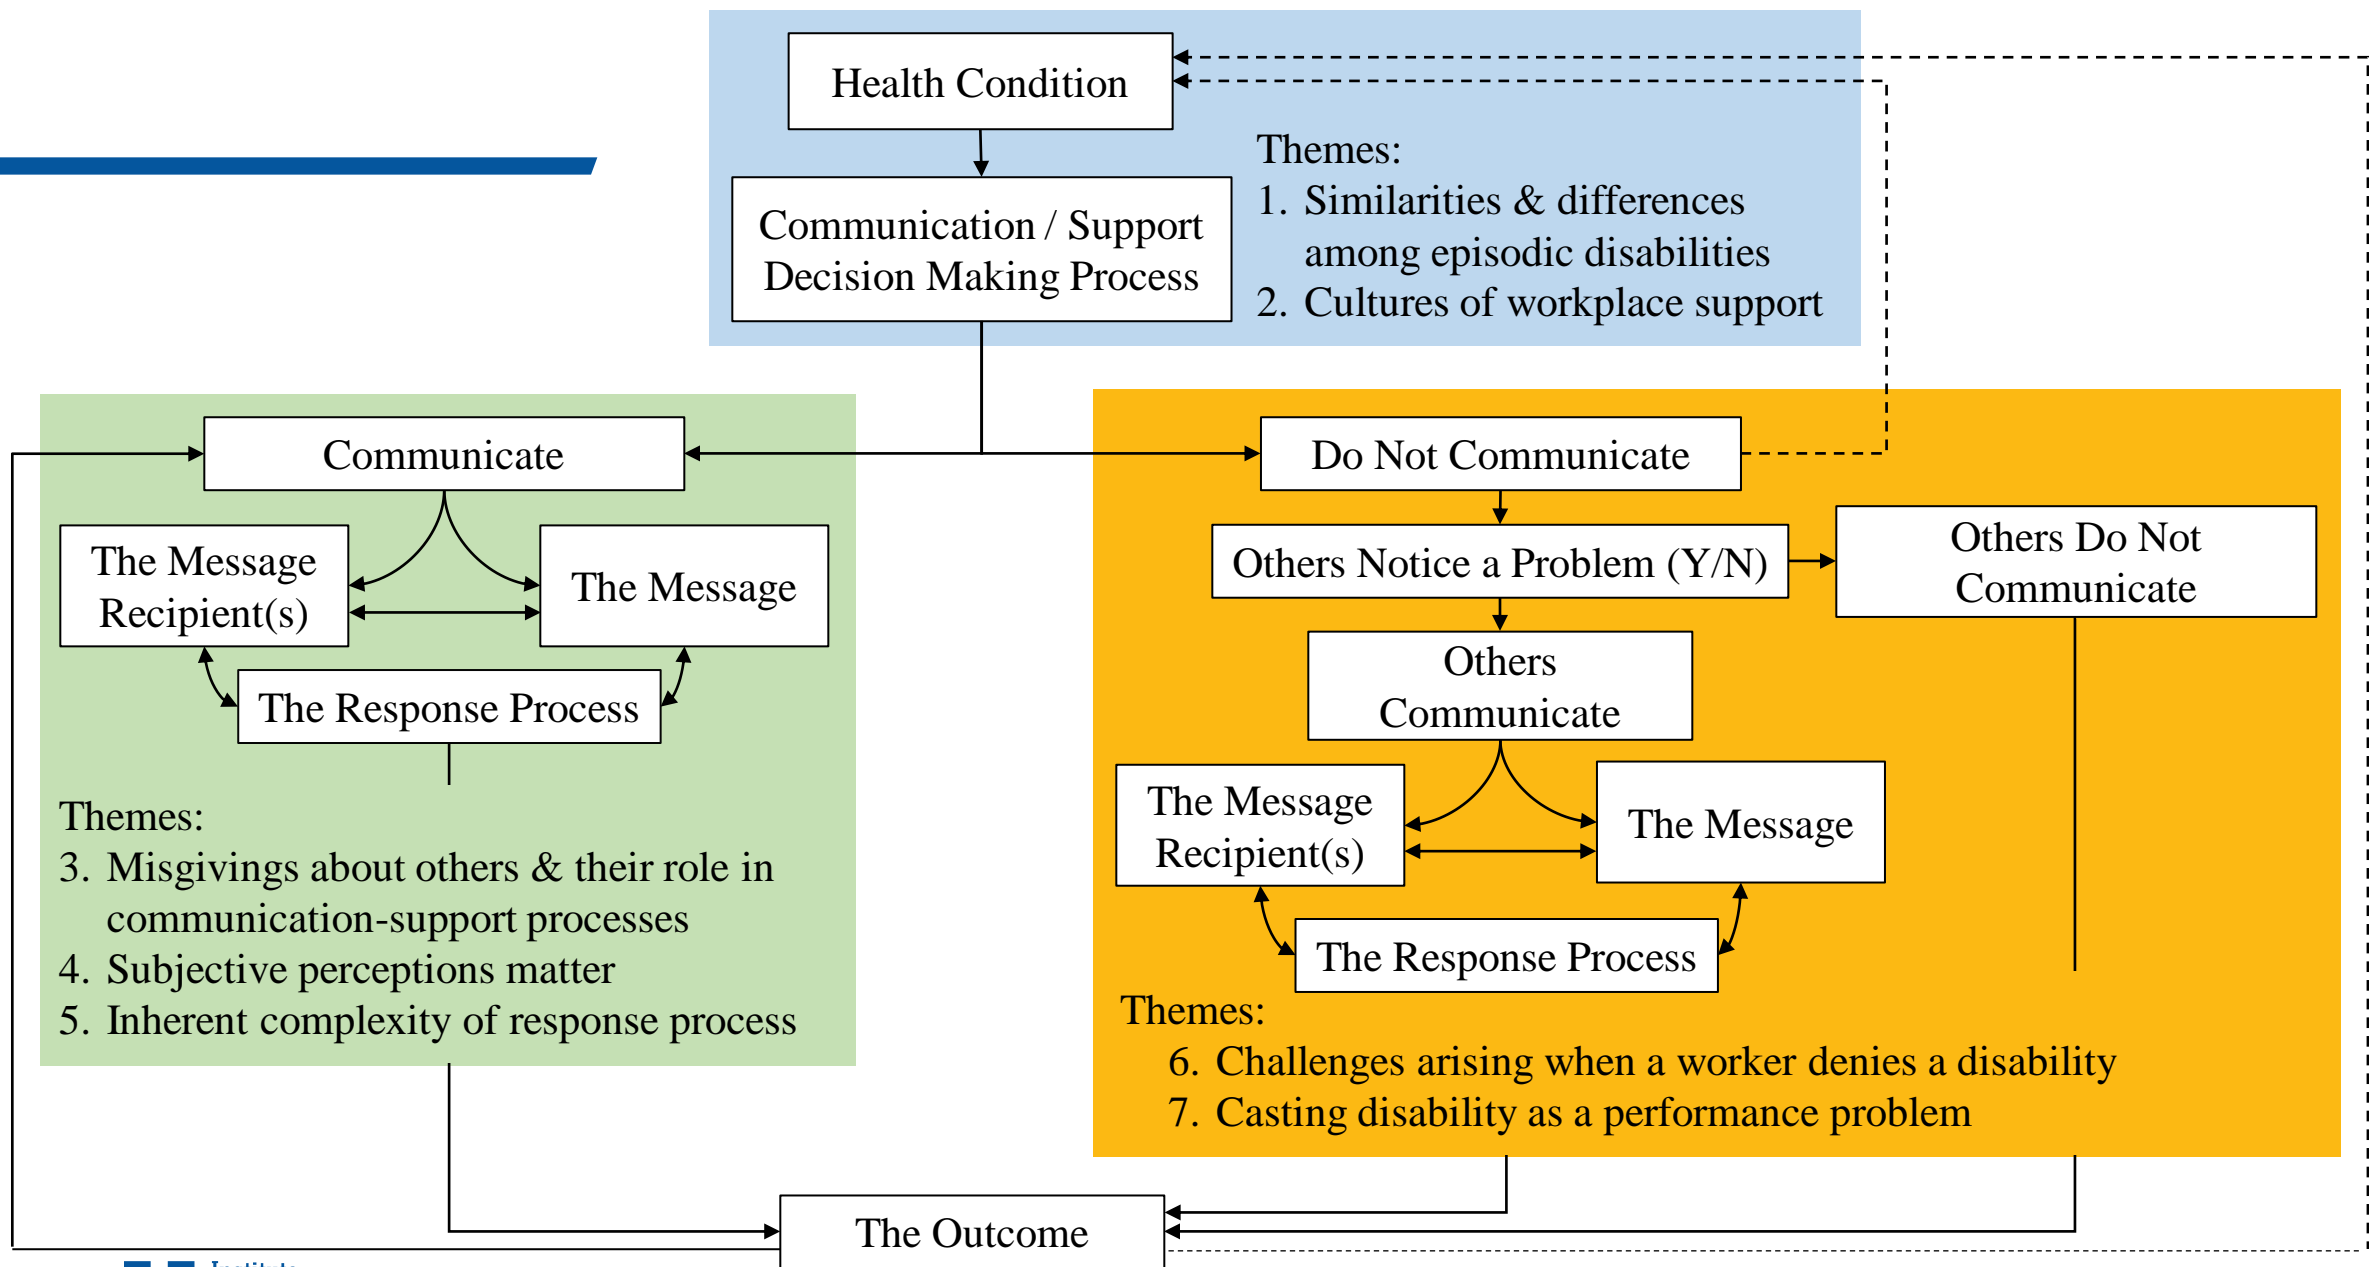 Health Condition
Communication / Support
Decision Making Process
Themes:
1. Similarities & differences
among episodic disabilities
2. Cultures of workplace support
Communicate
The Message
Recipient(s)
The Message
The Response Process
Themes:
3. Misgivings about others & their role in
communication-support processes
4. Subjective perceptions matter
5. Inherent complexity of response process
Do Not Communicate
Others Notice a Problem (Y/N)
Others Do Not
Communicate
Others
Communicate
The Message
Recipient(s)
The Message
The Response Process
Themes:
6. Challenges arising when a worker denies a disability
7. Casting disability as a performance problem
The Outcome